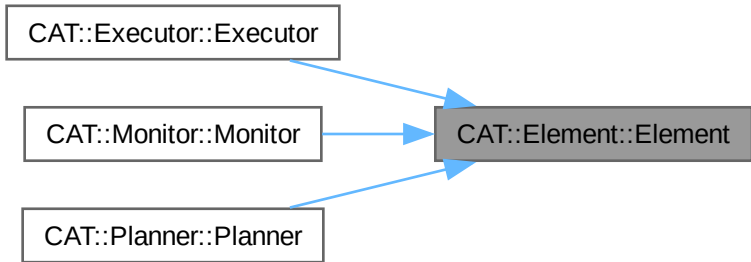 CAT::Executor::Executor
CAT::Monitor::Monitor
CAT::Element::Element
CAT::Planner::Planner